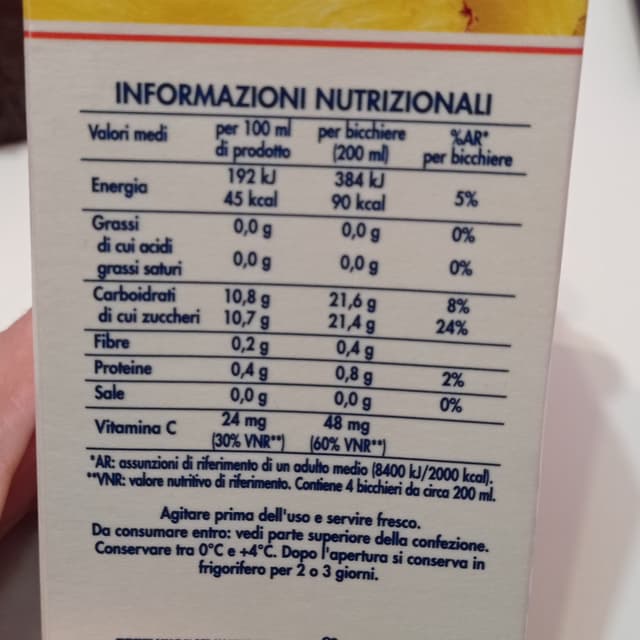 INFORMAZIONI NUTRIZIONALI
Valori medi per 100 ml di prodotto per bicchiere (200 ml) %AR* per bicchiere
Energia 192 kJ 384 kJ
45 kcal 90 kcal 5%
Grassi 0,0 g 0,0 g 0%
di cui acidi
grassi saturi 0,0 g 0,0 g 0%
Carboidrati 10,8 g 21,6 g 8%
di cui zuccheri 10,7 g 21,4 g 24%
Fibre 0,2 g 0,4 g
Proteine 0,4 g 0,8 g 2%
Sale 0,0 g 0,0 g 0%
Vitamina C 24 mg 48 mg
(30% VNR**) (60% VNR**)
*AR: assunzioni di riferimento di un adulto medio (8400 kJ/2000 kcal).
**VNR: valore nutritivo di riferimento. Contiene 4 bicchieri da circa 200 ml.
Agitare prima dell'uso e servire fresco.
Da consumare entro: vedi parte superiore della confezione.
Conservare tra 0°C e +4°C. Dopo l'apertura si conserva in
frigorifero per 2 o 3 giorni.